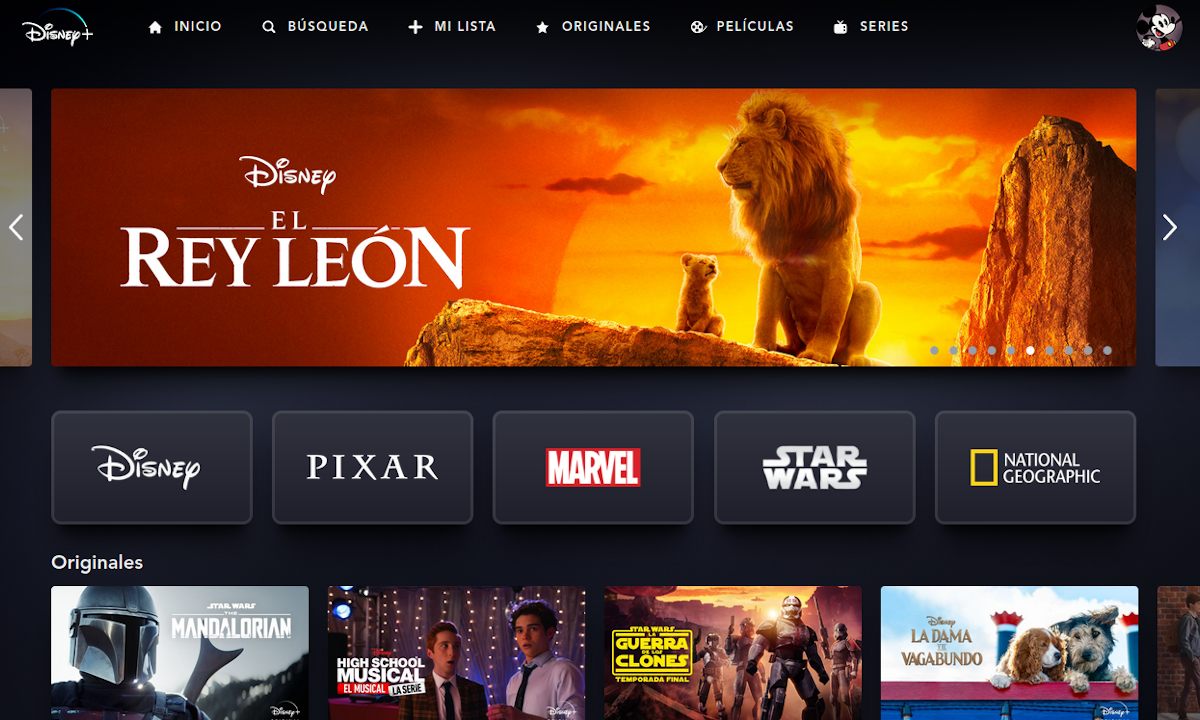 Disney+
INICIO
BÚSQUEDA
MI LISTA
ORIGINALES
PELÍCULAS
SERIES
Disney
EL
REY LEÓN
Disney
PIXAR
MARVEL
STAR
WARS
NATIONAL
GEOGRAPHIC
Originales
STAR WARS
THE
MANDALORIAN
Disney+
Disney
HIGH SCHOOL
MUSICAL
EL MUSICAL LA SERIE
Disney+
STAR WARS
LA
GUERRA
DE LOS
CLONES
TEMPORADA FINAL
Disney
LA DAMA
Y EL
VAGABUNDO
Disney+